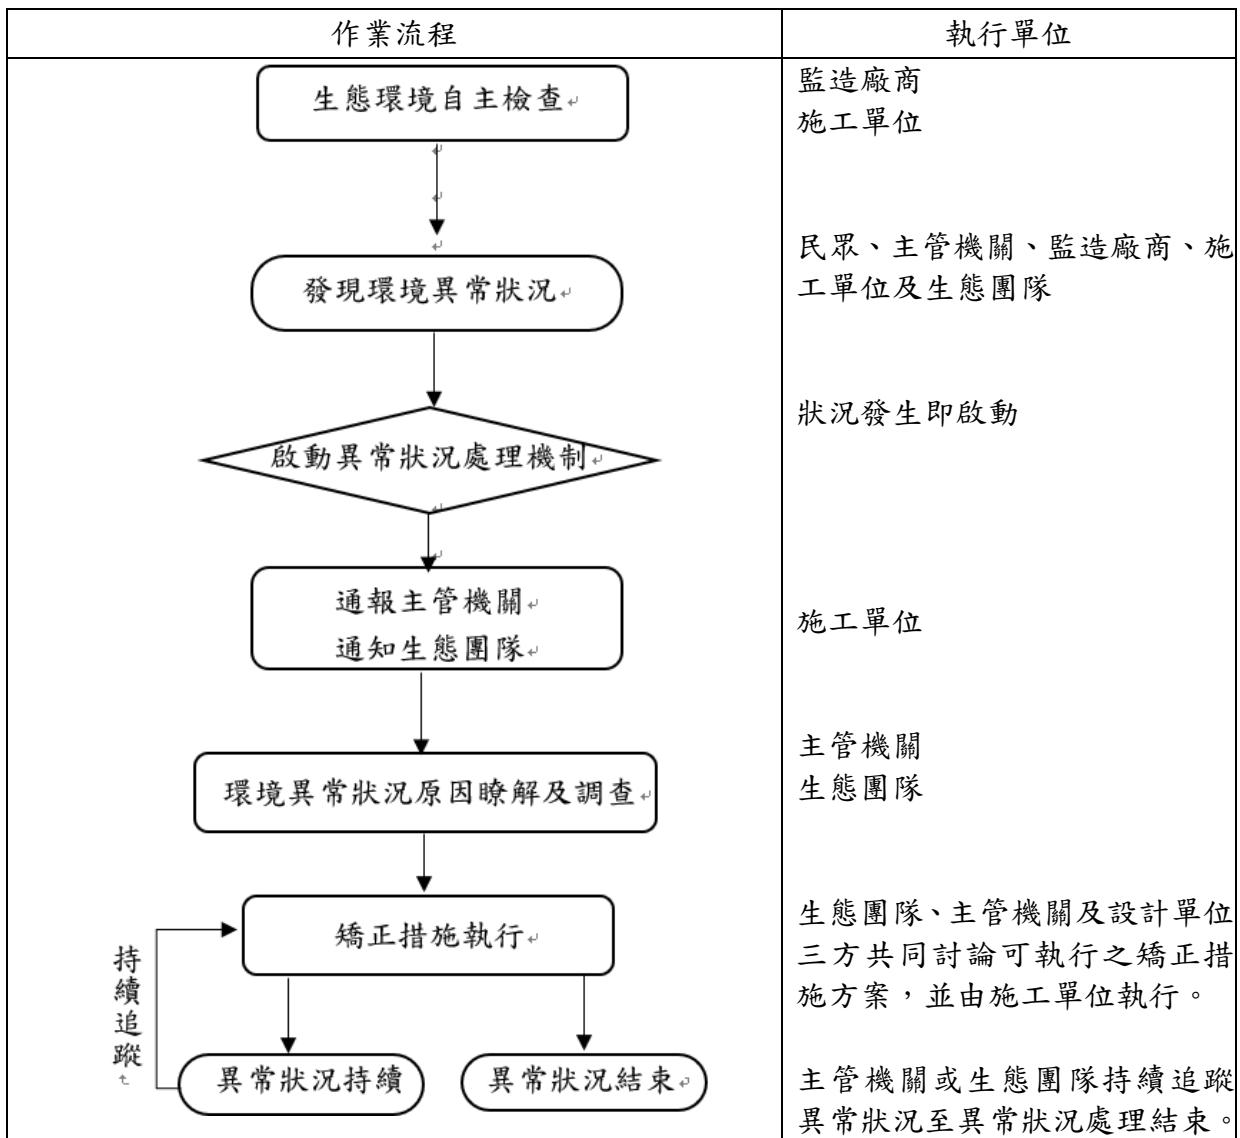 作業流程
執行單位
生態環境自主檢查
監造廠商
施工單位
發現環境異常狀況
民眾、主管機關、監造廠商、施
工單位及生態團隊
啟動異常狀況處理機制
狀況發生即啟動
通報主管機關
通知生態團隊
施工單位
環境異常狀況原因瞭解及調查
主管機關
生態團隊
矯正措施執行
生態團隊、主管機關及設計單位
三方共同討論可執行之矯正措
施方案，並由施工單位執行。
持續追蹤
異常狀況持續
異常狀況結束
主管機關或生態團隊持續追蹤
異常狀況至異常狀況處理結束。